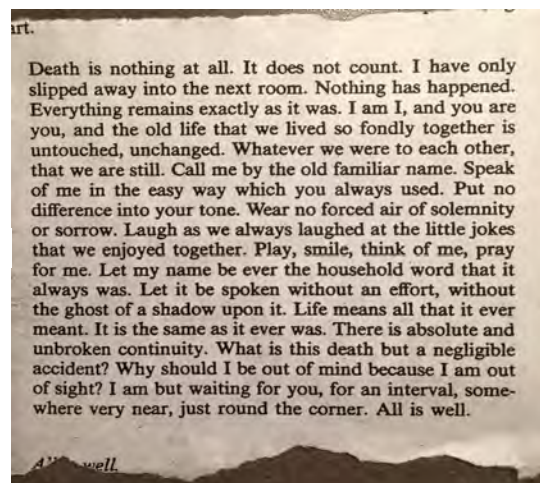 art.
Death is nothing at all. It does not count. I have only
slipped away into the next room. Nothing has happened.
Everything remains exactly as it was. I am I, and you are
you, and the old life that we lived so fondly together is
untouched, unchanged. Whatever we were to each other,
that we are still. Call me by the old familiar name. Speak
of me in the easy way which you always used. Put no
difference into your tone. Wear no forced air of solemnity
or sorrow. Laugh as we always laughed at the little jokes
that we enjoyed together. Play, smile, think of me, pray
for me. Let my name be ever the household word that it
always was. Let it be spoken without an effort, without
the ghost of a shadow upon it. Life means all that it ever
meant. It is the same as it ever was. There is absolute and
unbroken continuity. What is this death but a negligible
accident? Why should I be out of mind because I am out
of sight? I am but waiting for you, for an interval, some-
where very near, just round the corner. All is well.
well.